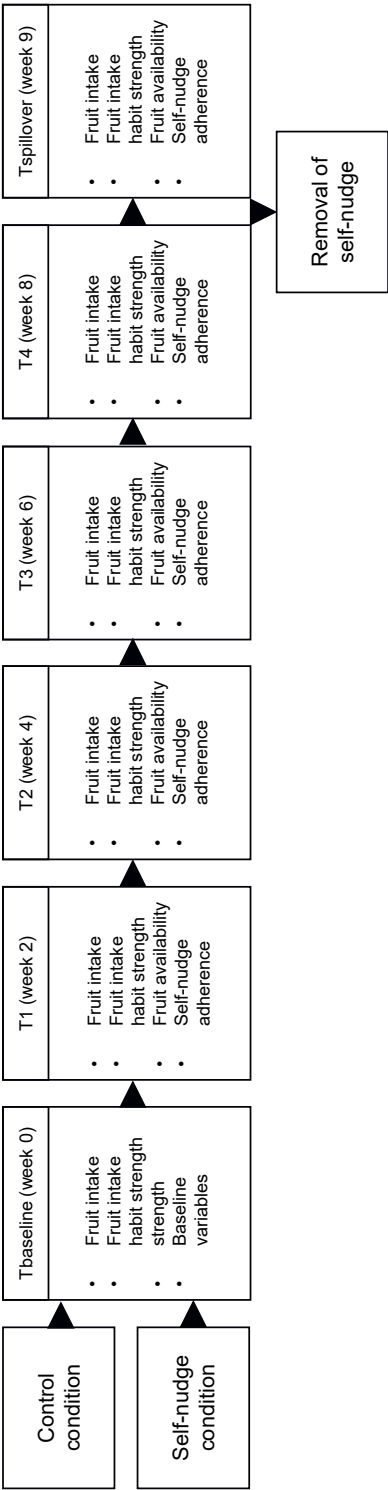 Control
condition
Self-nudge
condition
Tbaseline (week 0)
• Fruit intake
• Fruit intake
habit strength
• strength
• Baseline
variables
T1 (week 2)
• Fruit intake
• Fruit intake
habit strength
• Fruit availability
• Self-nudge
adherence
T2 (week 4)
• Fruit intake
• Fruit intake
habit strength
• Fruit availability
• Self-nudge
adherence
T3 (week 6)
• Fruit intake
• Fruit intake
habit strength
• Fruit availability
• Self-nudge
adherence
T4 (week 8)
• Fruit intake
• Fruit intake
habit strength
• Fruit availability
• Self-nudge
adherence
Tspillover (week 9)
• Fruit intake
• Fruit intake
habit strength
• Fruit availability
• Self-nudge
adherence
Removal of
self-nudge